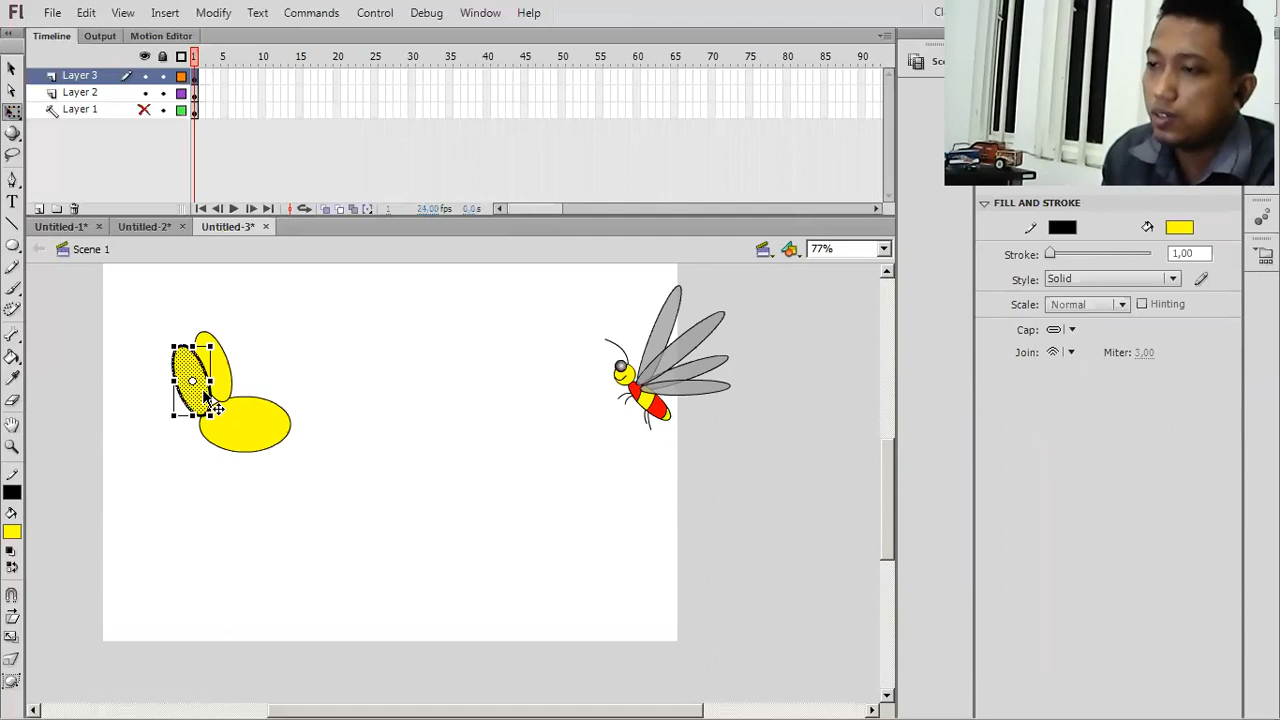 Fl File Edit View Insert Modify Text Commands Control Debug Window Help
Timeline Output Motion Editor
1 5 10 15 20 25 30 35 40 45 50 55 60 65 70 75 80 85 90
Layer 3
Layer 2
Layer 1
1 24,00 fps 0,0 s
Untitled-1* × Untitled-2* × Untitled-3* ×
Scene 1 77%
FILL AND STROKE
Stroke: 1,00
Style: Solid
Scale: Normal Hinting
Cap:
Join: Miter: 3,00